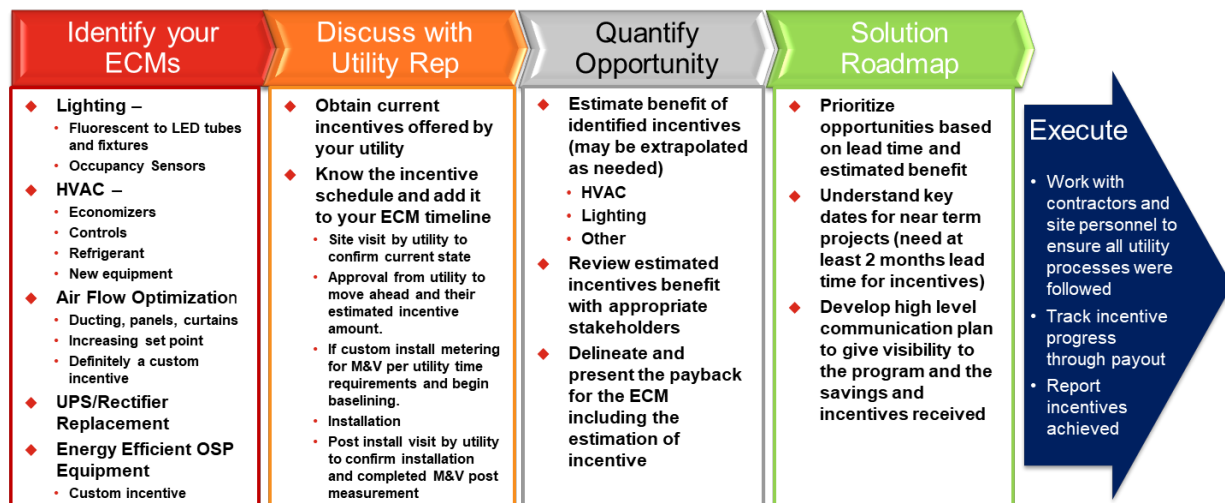 Identify your
ECMs
Lighting –
Fluorescent to LED tubes
and fixtures
Occupancy Sensors
HVAC –
Economizers
Controls
Refrigerant
New equipment
Air Flow Optimization
Ducting, panels, curtains
Increasing set point
Definitely a custom
incentive
UPS/Rectifier
Replacement
Energy Efficient OSP
Equipment
Custom incentive
Discuss with
Utility Rep
Obtain current
incentives offered by
your utility
Know the incentive
schedule and add it
to your ECM timeline
Site visit by utility to
confirm current state
Approval from utility to
move ahead and their
estimated incentive
amount.
If custom install metering
for M&V per utility time
requirements and begin
baselining.
Installation
Post install visit by utility
to confirm installation
and completed M&V post
measurement
Quantify
Opportunity
Estimate benefit of
identified incentives
(may be extrapolated
as needed)
HVAC
Lighting
Other
Review estimated
incentives benefit
with appropriate
stakeholders
Delineate and
present the payback
for the ECM
including the
estimation of
incentive
Solution
Roadmap
Prioritize
opportunities based
on lead time and
estimated benefit
Understand key
dates for near term
projects (need at
least 2 months lead
time for incentives)
Develop high level
communication plan
to give visibility to
the program and the
savings and
incentives received
Execute
Work with
contractors and
site personnel to
ensure all utility
processes were
followed
Track incentive
progress
through payout
Report
incentives
achieved